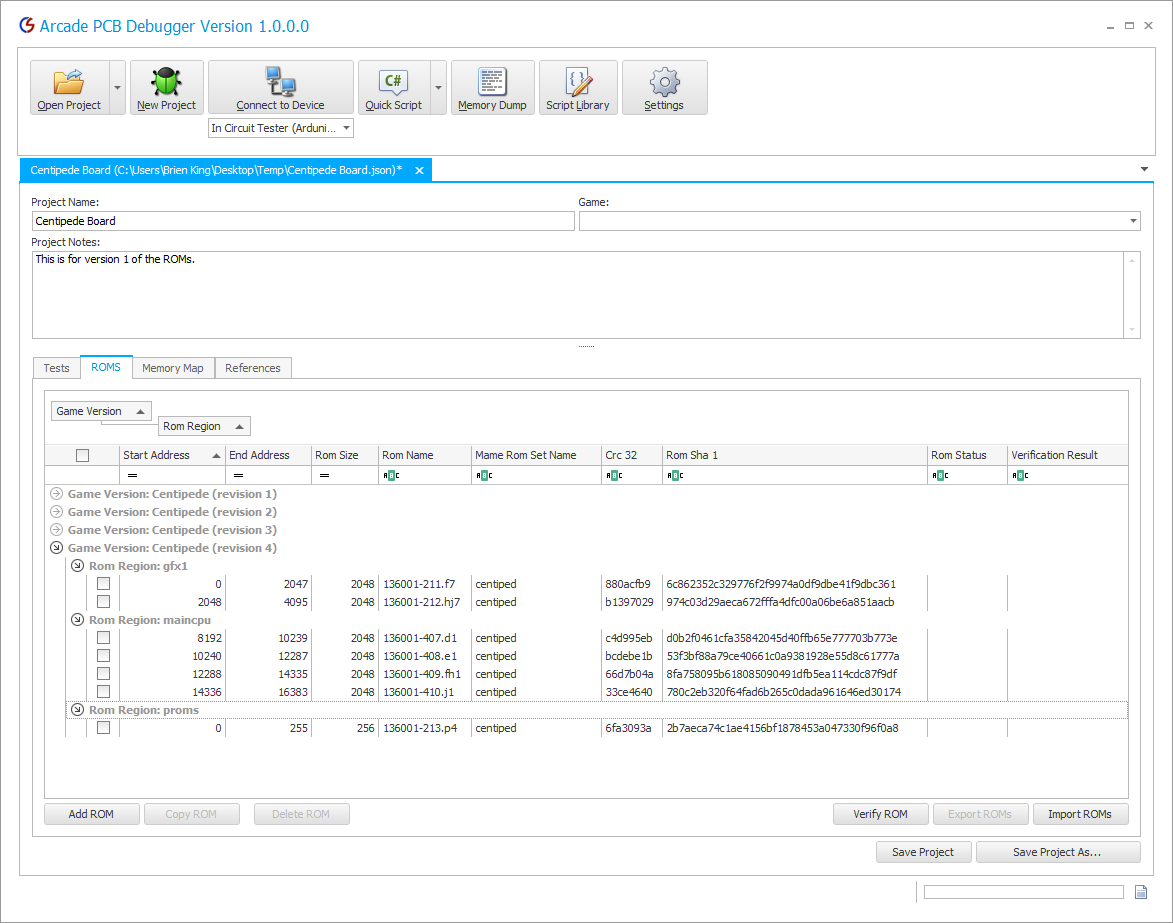 Arcade PCB Debugger Version 1.0.0.0
Open Project New Project Connect to Device Quick Script Memory Dump Script Library Settings
C#
In Circuit Tester (Arduni...
Centipede Board (C:\Users\Brien King\Desktop\Temp\Centipede Board.json)*
Project Name: Game:
Centipede Board
Project Notes:
This is for version 1 of the ROMs.
Tests ROMS Memory Map References
Game Version
Rom Region
Start Address End Address Rom Size Rom Name Mame Rom Set Name Crc 32 Rom Sha 1 Rom Status Verification Result
= = = ABC ABC ABC ABC ABC ABC
Game Version: Centipede (revision 1)
Game Version: Centipede (revision 2)
Game Version: Centipede (revision 3)
Game Version: Centipede (revision 4)
Rom Region: gfx1
0 2047 2048 136001-211.f7 centiped 880acfb9 6c862352c329776f2f9974a0df9dbe41f9dbc361
2048 4095 2048 136001-212.hj7 centiped b1397029 974c03d29aeca672fffa4dfc00a06be6a851aacb
Rom Region: maincpu
8192 10239 2048 136001-407.d1 centiped c4d995eb d0b2f0461cfa35842045d40ffb65e777703b773e
10240 12287 2048 136001-408.e1 centiped bcdebe1b 53f3bf88a79ce40661c0a9381928e55d8c61777a
12288 14335 2048 136001-409.fh1 centiped 66d7b04a 8fa758095b618085090491dfb5ea114cdc87f9df
14336 16383 2048 136001-410.j1 centiped 33ce4640 780c2eb320f64fad6b265c0dada961646ed30174
Rom Region: proms
0 255 256 136001-213.p4 centiped 6fa3093a 2b7aeca74c1ae4156bf1878453a047330f96f0a8
Add ROM Copy ROM Delete ROM Verify ROM Export ROMs Import ROMs
Save Project Save Project As...